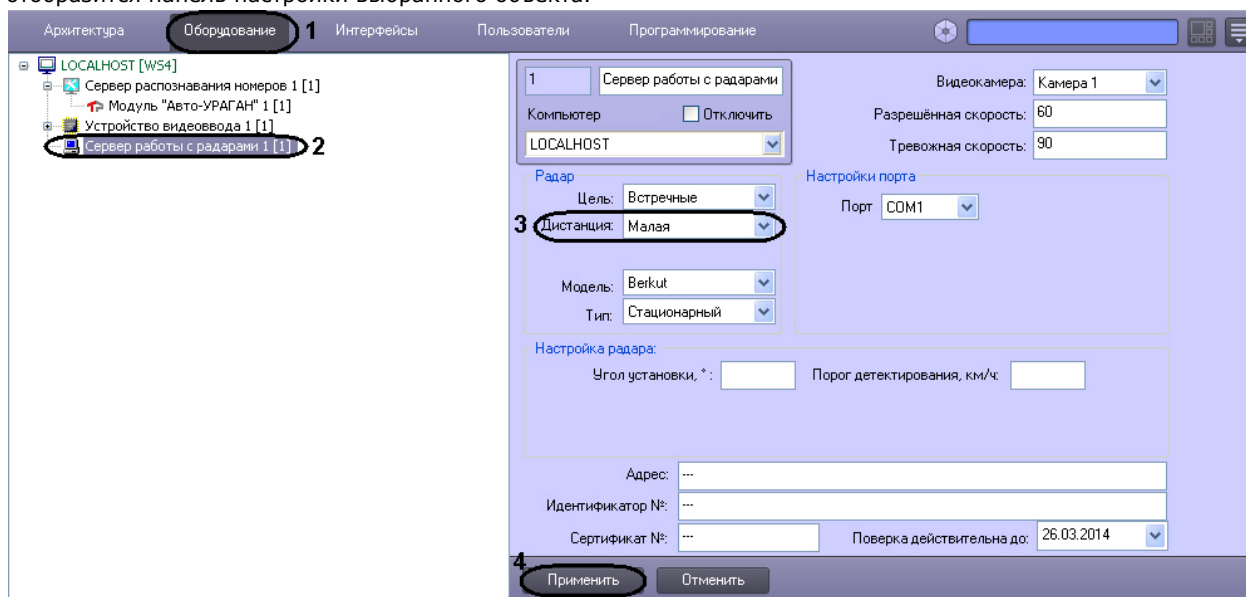 отобразится панель настройки выбранного объекта.
Архитектура Оборудование 1 Интерфейсы Пользователи Программирование
LOCALHOST [WS4]
Сервер распознавания номеров 1 [1]
Модуль "Авто-УРАГАН" 1 [1]
Устройство видеоввода 1 [1]
Сервер работы с радарами 1 [1] 2
1 Сервер работы с радарами
Компьютер Отключить
LOCALHOST
Видеокамера: Камера 1
Разрешённая скорость: 60
Тревожная скорость: 90
Радар
Цель: Встречные
3 Дистанция: Малая
Модель: Berkut
Тип: Стационарный
Настройки порта
Порт COM1
Настройка радара:
Угол установки, ° : Порог детектирования, км/ч:
Адрес: ---
Идентификатор №: ---
Сертификат №: --- Поверка действительна до: 26.03.2014
4 Применить Отменить